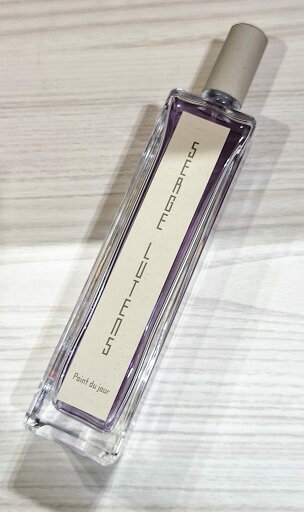 SERGE LUTENS
Point du jour